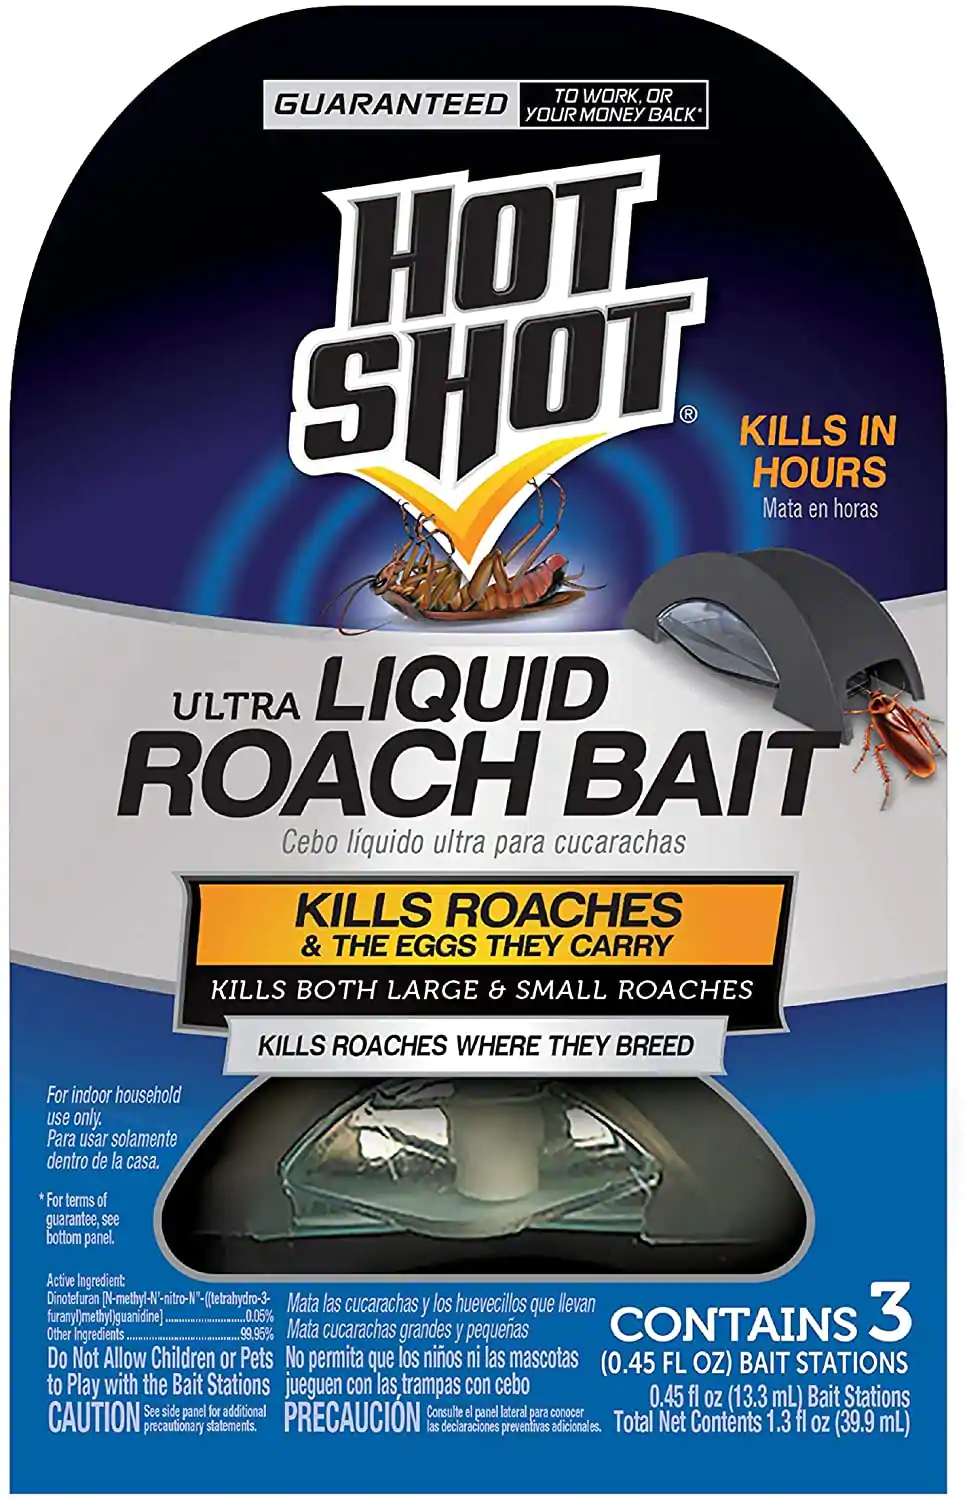 GUARANTEED TO WORK, OR
YOUR MONEY BACK*
HOT
SHOT®
KILLS IN
HOURS
Mata en horas
ULTRA LIQUID
ROACH BAIT
Cebo líquido ultra para cucarachas
KILLS ROACHES
& THE EGGS THEY CARRY
KILLS BOTH LARGE & SMALL ROACHES
KILLS ROACHES WHERE THEY BREED
For indoor household
use only.
Para usar solamente
dentro de la casa.
* For terms of
guarantee, see
bottom panel.
Active Ingredient:
Dinotefuran [N-methyl-N'-nitro-N"-((tetrahydro-3-
furanyl)methyl)guanidine] ........................ 0.05%
Other Ingredients ........................ 99.95%
Do Not Allow Children or Pets
to Play with the Bait Stations
CAUTION See side panel for additional
precautionary statements.
Mata las cucarachas y los huevecillos que llevan
Mata cucarachas grandes y pequeñas
No permita que los niños ni las mascotas
jueguen con las trampas con cebo
PRECAUCIÓN Consulte el panel lateral para conocer
las declaraciones preventivas adicionales.
CONTAINS 3
(0.45 FL OZ) BAIT STATIONS
0.45 fl oz (13.3 mL) Bait Stations
Total Net Contents 1.3 fl oz (39.9 mL)